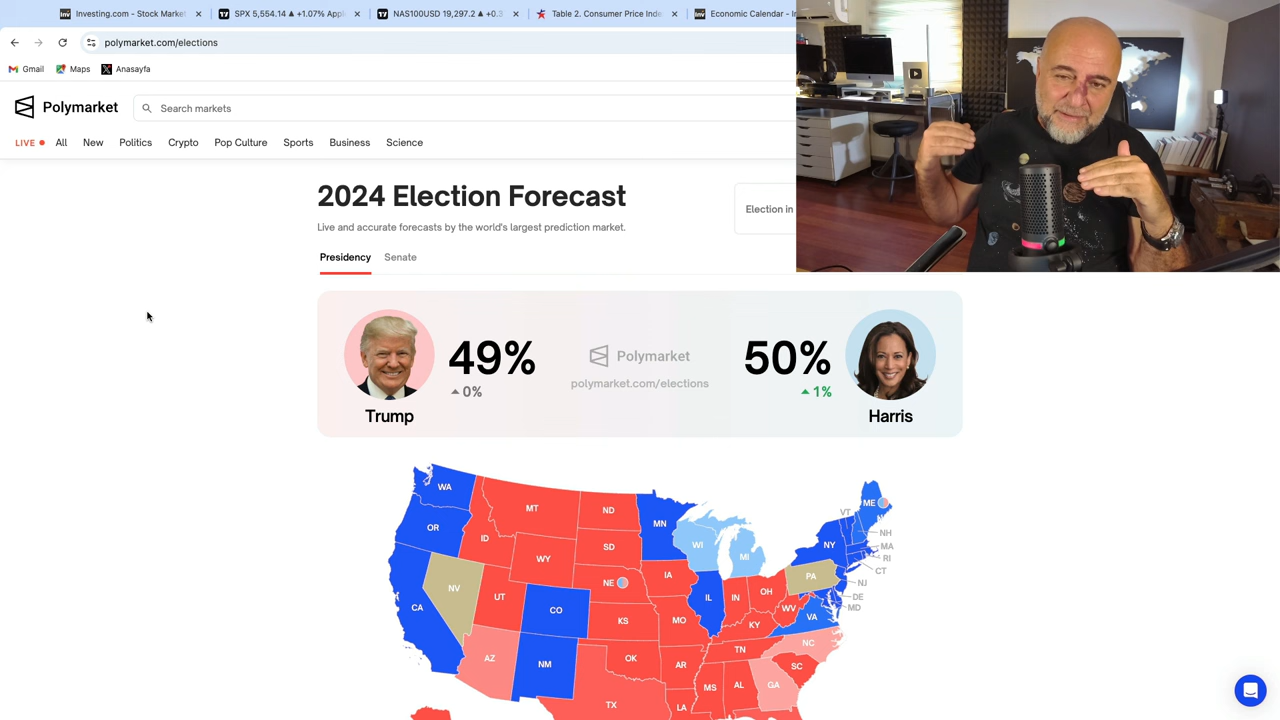 Investing.com - Stock Market
SPX 5,
4 ▲ +1.07% Appl
NAS100USD 19,297.2 ▲ +0.3
Table 2. Consumer Price Inde
Economic Calendar - In
polymarket.com/elections
Gmail
Maps
Anasayfa
Polymarket
Search markets
LIVE
All
New
Politics
Crypto
Pop Culture
Sports
Business
Science
2024 Election Forecast
Election in
Live and accurate forecasts by the world's largest prediction market.
Presidency
Senate
49%
0%
Trump
Polymarket
polymarket.com/elections
50%
1%
Harris
WA
OR
CA
NV
ID
MT
WY
UT
AZ
CO
NM
ND
SD
NE
KS
OK
TX
MN
IA
MO
AR
LA
WI
IL
MS
MI
IN
KY
TN
AL
OH
WV
GA
PA
VA
NC
SC
NY
VT
ME
NH
MA
RI
CT
NJ
DE
MD